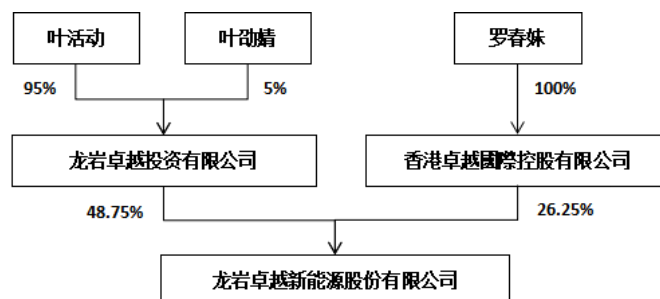 叶活动
叶劭婧
罗春妹
95%
5%
100%
龙岩卓越投资有限公司
香港卓越國際控股有限公司
48.75%
26.25%
龙岩卓越新能源股份有限公司